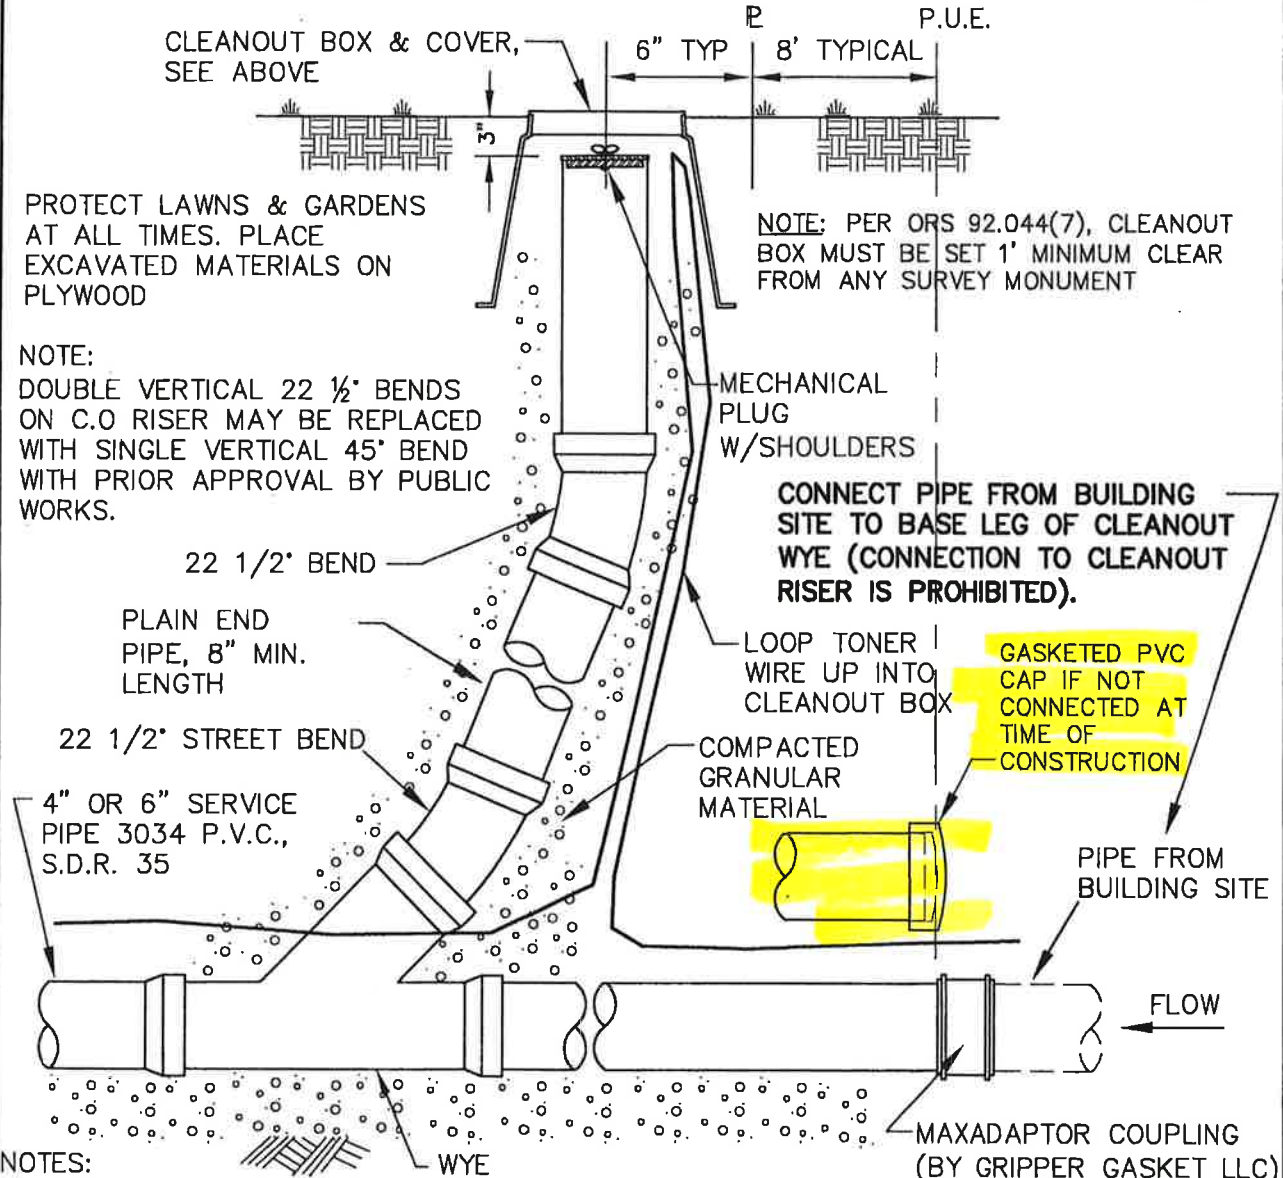 ℄ P.U.E.
CLEANOUT BOX & COVER,
SEE ABOVE
6" TYP
8' TYPICAL
3"
PROTECT LAWNS & GARDENS
AT ALL TIMES. PLACE
EXCAVATED MATERIALS ON
PLYWOOD
NOTE: PER ORS 92.044(7), CLEANOUT
BOX MUST BE SET 1' MINIMUM CLEAR
FROM ANY SURVEY MONUMENT
NOTE:
DOUBLE VERTICAL 22 ½° BENDS
ON C.O RISER MAY BE REPLACED
WITH SINGLE VERTICAL 45° BEND
WITH PRIOR APPROVAL BY PUBLIC
WORKS.
MECHANICAL
PLUG
W/SHOULDERS
CONNECT PIPE FROM BUILDING
SITE TO BASE LEG OF CLEANOUT
WYE (CONNECTION TO CLEANOUT
RISER IS PROHIBITED).
22 1/2° BEND
PLAIN END
PIPE, 8" MIN.
LENGTH
LOOP TONER
WIRE UP INTO
CLEANOUT BOX
GASKETED PVC
CAP IF NOT
CONNECTED AT
TIME OF
CONSTRUCTION
22 1/2° STREET BEND
COMPACTED
GRANULAR
MATERIAL
4" OR 6" SERVICE
PIPE 3034 P.V.C.,
S.D.R. 35
PIPE FROM
BUILDING SITE
FLOW
MAXADAPTOR COUPLING
(BY GRIPPER GASKET LLC)
WYE
NOTES: